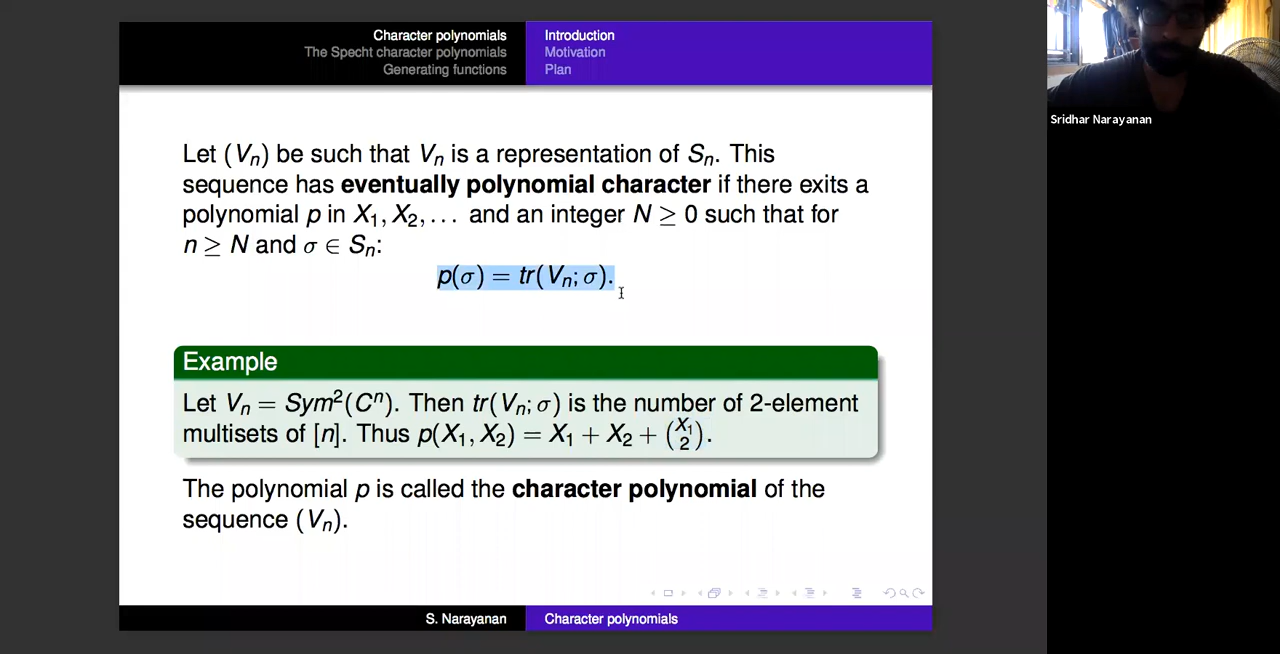 Character polynomials
The Specht character polynomials
Generating functions
Introduction
Motivation
Plan
Let (Vₙ) be such that Vₙ is a representation of Sₙ. This
sequence has eventually polynomial character if there exits a
polynomial p in X₁, X₂, … and an integer N ≥ 0 such that for
n ≥ N and σ ∈ Sₙ:
p(σ) = tr(Vₙ; σ).
Example
Let Vₙ = Sym²(Cⁿ). Then tr(Vₙ; σ) is the number of 2-element
multisets of [n]. Thus p(X₁, X₂) = X₁ + X₂ + (X₁ 2).
The polynomial p is called the character polynomial of the
sequence (Vₙ).
S. Narayanan
Character polynomials
Sridhar Narayanan